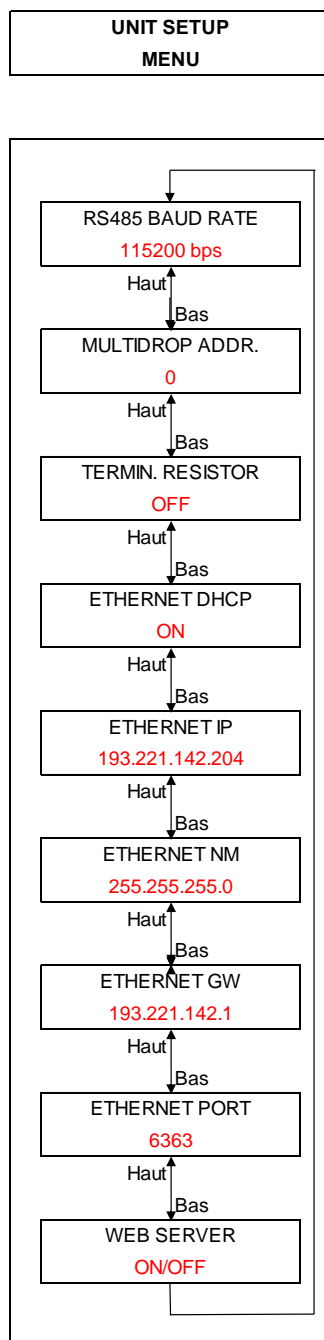 UNIT SETUP
MENU
RS485 BAUD RATE
115200 bps
Haut
Bas
MULTIDROP ADDR.
0
Haut
Bas
TERMIN. RESISTOR
OFF
Haut
Bas
ETHERNET DHCP
ON
Haut
Bas
ETHERNET IP
193.221.142.204
Haut
Bas
ETHERNET NM
255.255.255.0
Haut
Bas
ETHERNET GW
193.221.142.1
Haut
Bas
ETHERNET PORT
6363
Haut
Bas
WEB SERVER
ON/OFF